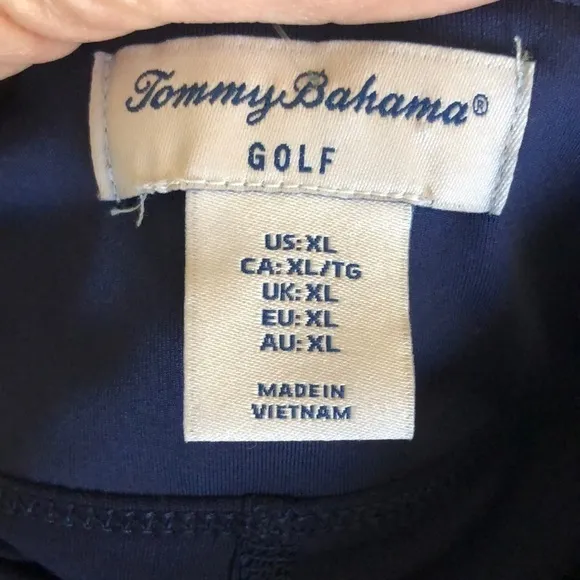 Tommy Bahama®
GOLF
US: XL
CA: XL/TG
UK: XL
EU: XL
AU: XL
MADE IN
VIETNAM